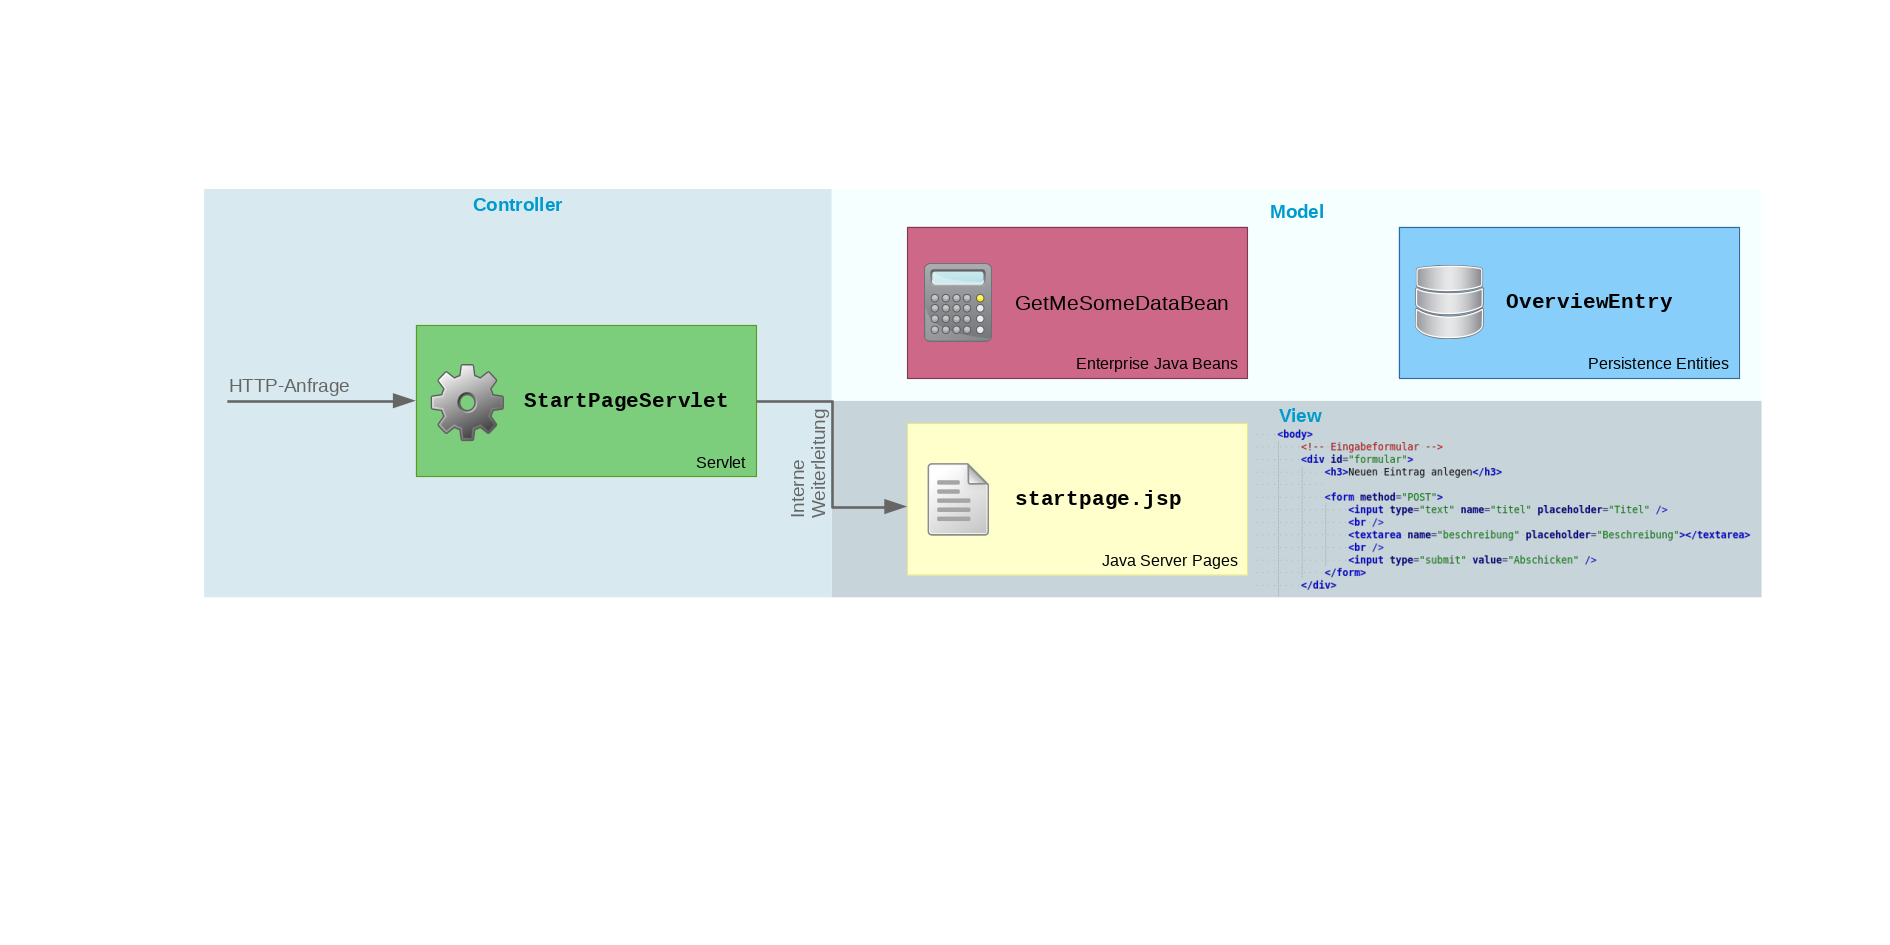 Controller
HTTP-Anfrage
StartPageServlet
Servlet
Interne
Weiterleitung
Model
GetMeSomeDataBean
Enterprise Java Beans
OverviewEntry
Persistence Entities
View
startpage.jsp
Java Server Pages
<body>
<!-- Eingabeformular -->
<div id="formular">
<h3>Neuen Eintrag anlegen</h3>
<form method="POST">
<input type="text" name="titel" placeholder="Titel" />
<br />
<textarea name="beschreibung" placeholder="Beschreibung"></textarea>
<br />
<input type="submit" value="Abschicken" />
</form>
</div>